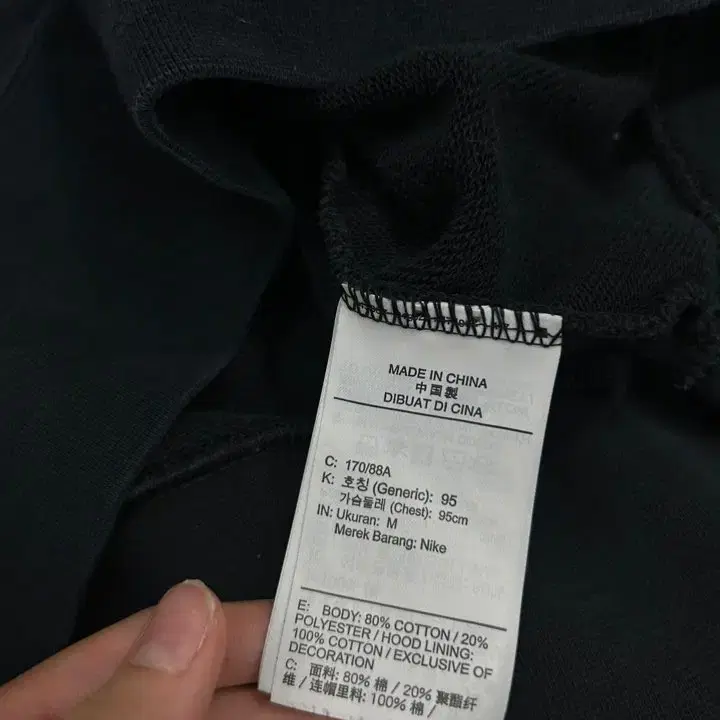 MADE IN CHINA
中国製
DIBUAT DI CINA
C: 170/88A
K: 호칭 (Generic): 95
가슴둘레 (Chest): 95cm
IN: Ukuran: M
Merek Barang: Nike
E: BODY: 80% COTTON / 20%
POLYESTER / HOOD LINING:
100% COTTON / EXCLUSIVE OF
DECORATION
C: 面料: 80% 棉 / 20% 聚酯纤
维 / 连帽里料: 100% 棉 /